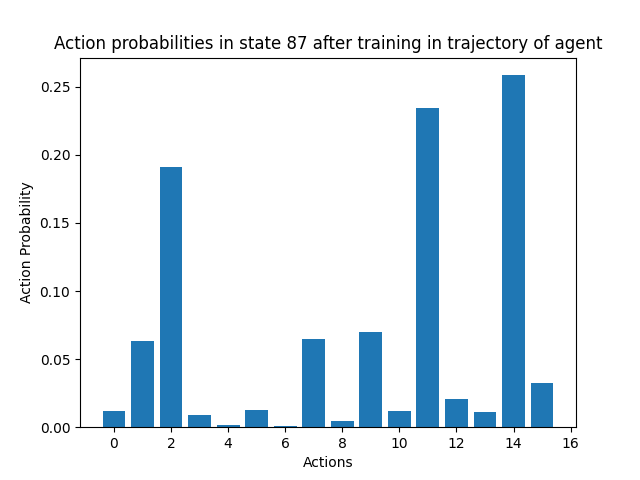 Action probabilities in state 87 after training in trajectory of agent
0.25
0.20
0.15
0.10
0.05
0.00
Action Probability
0 2 4 6 8 10 12 14 16
Actions